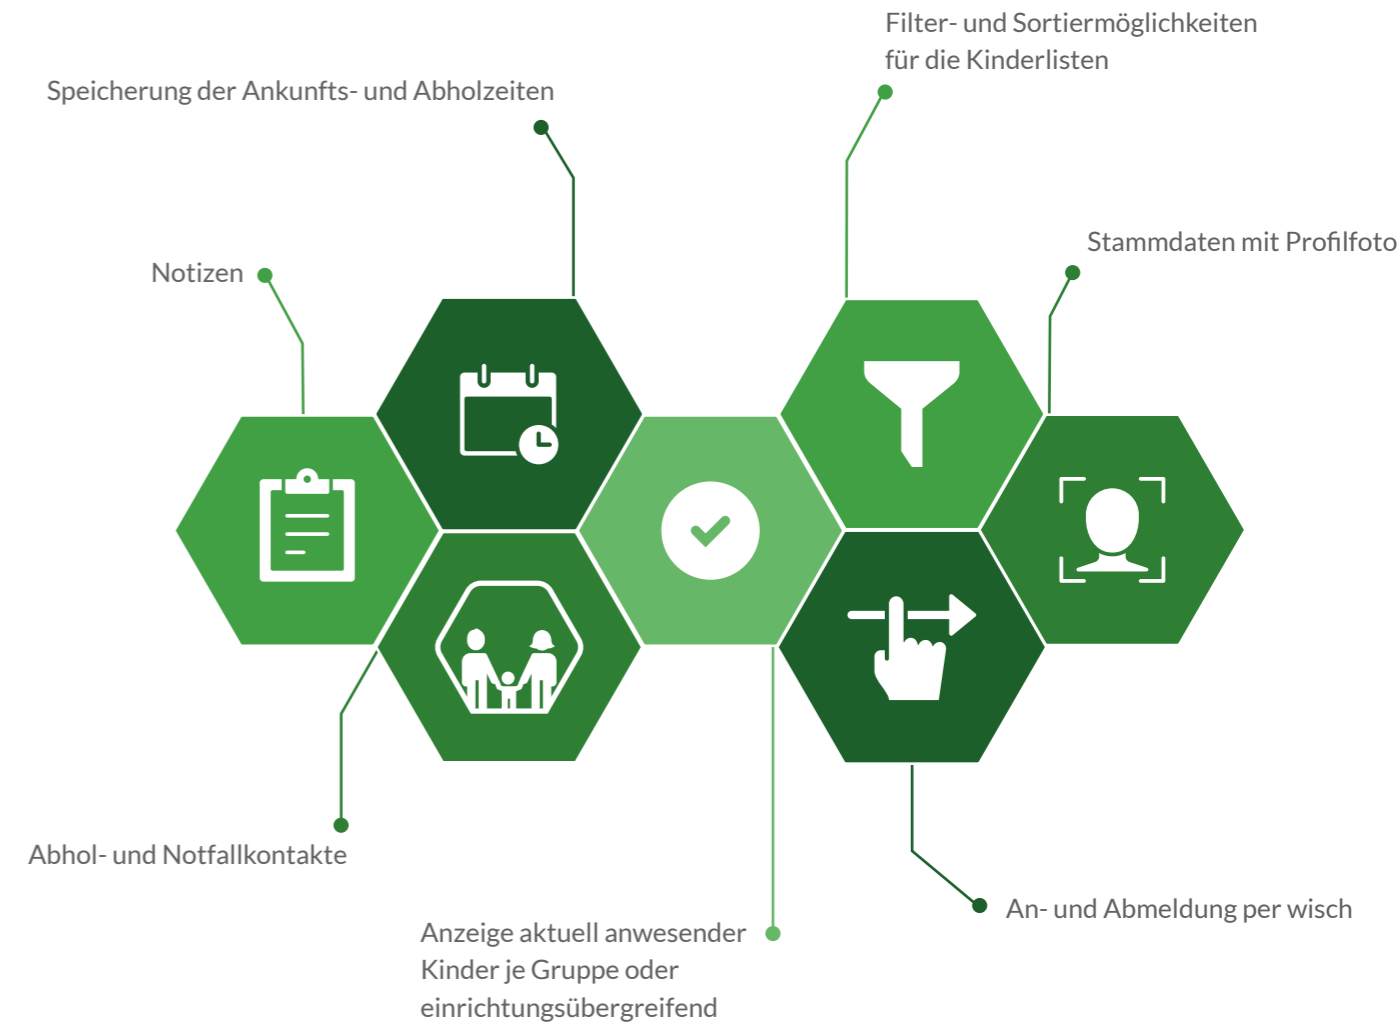 Filter- und Sortiermöglichkeiten
für die Kinderlisten
Speicherung der Ankunfts- und Abholzeiten
Stammdaten mit Profilfoto
Notizen
Abhol- und Notfallkontakte
An- und Abmeldung per wisch
Anzeige aktuell anwesender
Kinder je Gruppe oder
einrichtungsübergreifend